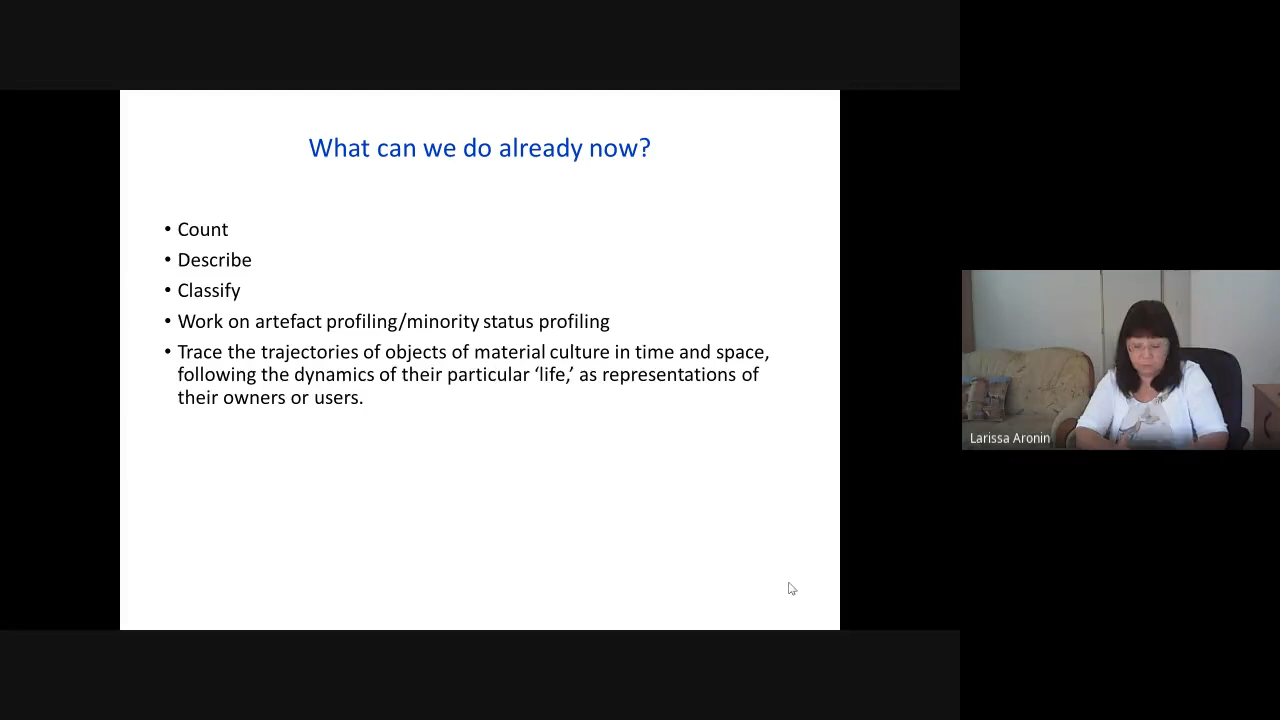 What can we do already now?
• Count
• Describe
• Classify
• Work on artefact profiling/minority status profiling
• Trace the trajectories of objects of material culture in time and space,
following the dynamics of their particular ‘life,’ as representations of
their owners or users.
Larissa Aronin